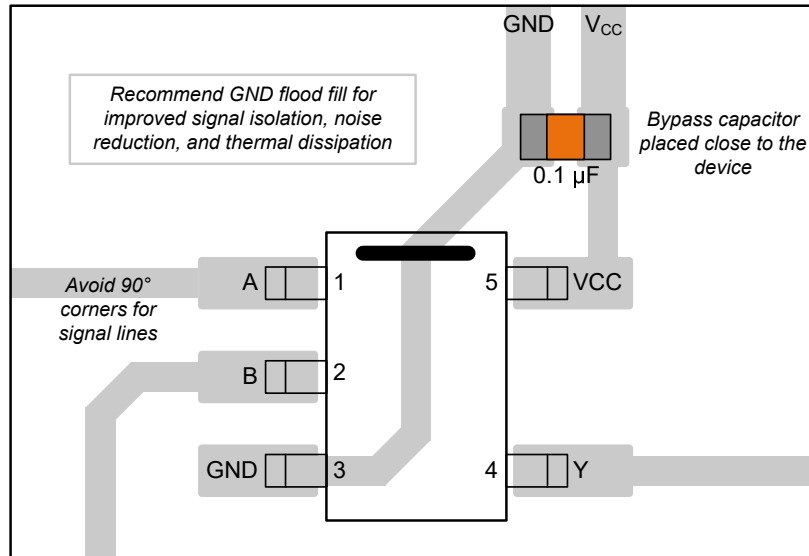 GND
VCC
Recommend GND flood fill for
improved signal isolation, noise
reduction, and thermal dissipation
Bypass capacitor
placed close to the
device
0.1 µF
A
1
5
VCC
Avoid 90°
corners for
signal lines
B
2
GND
3
4
Y